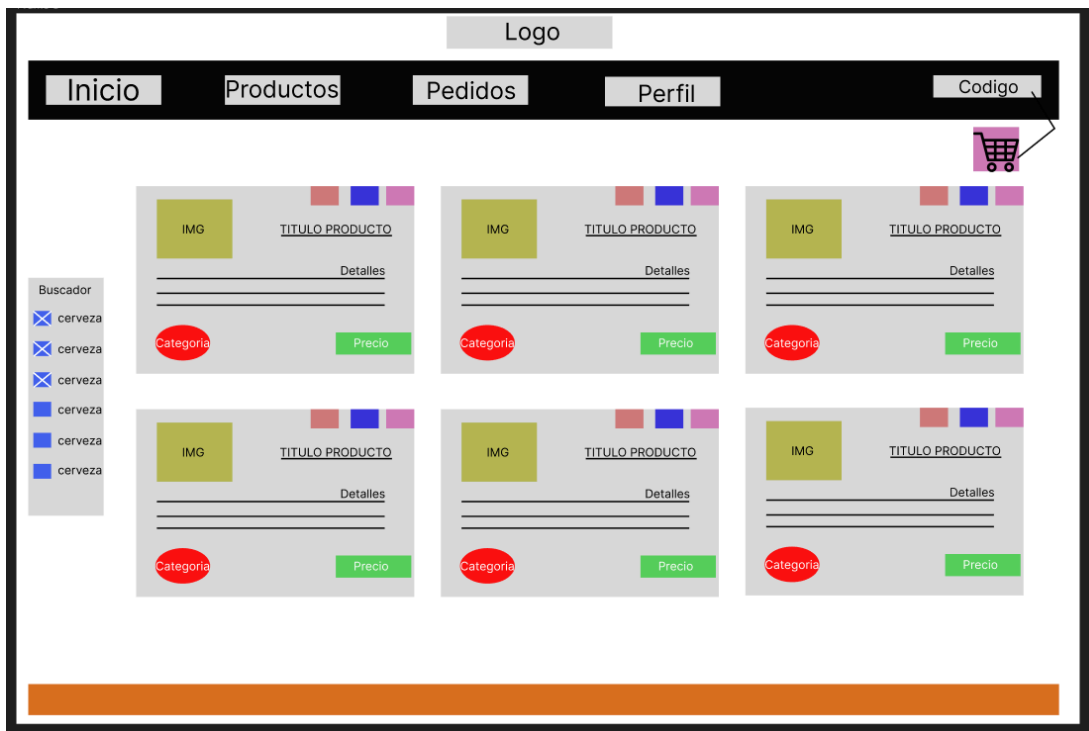 Logo
Inicio
Productos
Pedidos
Perfil
Codigo
IMG
TITULO PRODUCTO
Detalles
Categoria
Precio
IMG
TITULO PRODUCTO
Detalles
Categoria
Precio
IMG
TITULO PRODUCTO
Detalles
Categoria
Precio
Buscador
cerveza
cerveza
cerveza
cerveza
cerveza
cerveza
IMG
TITULO PRODUCTO
Detalles
Categoria
Precio
IMG
TITULO PRODUCTO
Detalles
Categoria
Precio
IMG
TITULO PRODUCTO
Detalles
Categoria
Precio